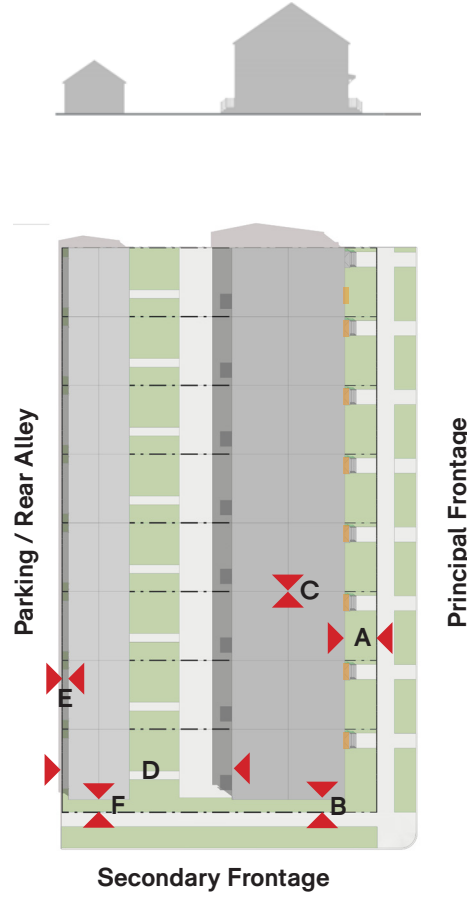 Parking / Rear Alley
Principal Frontage
C
A
E
D
F
B
Secondary Frontage